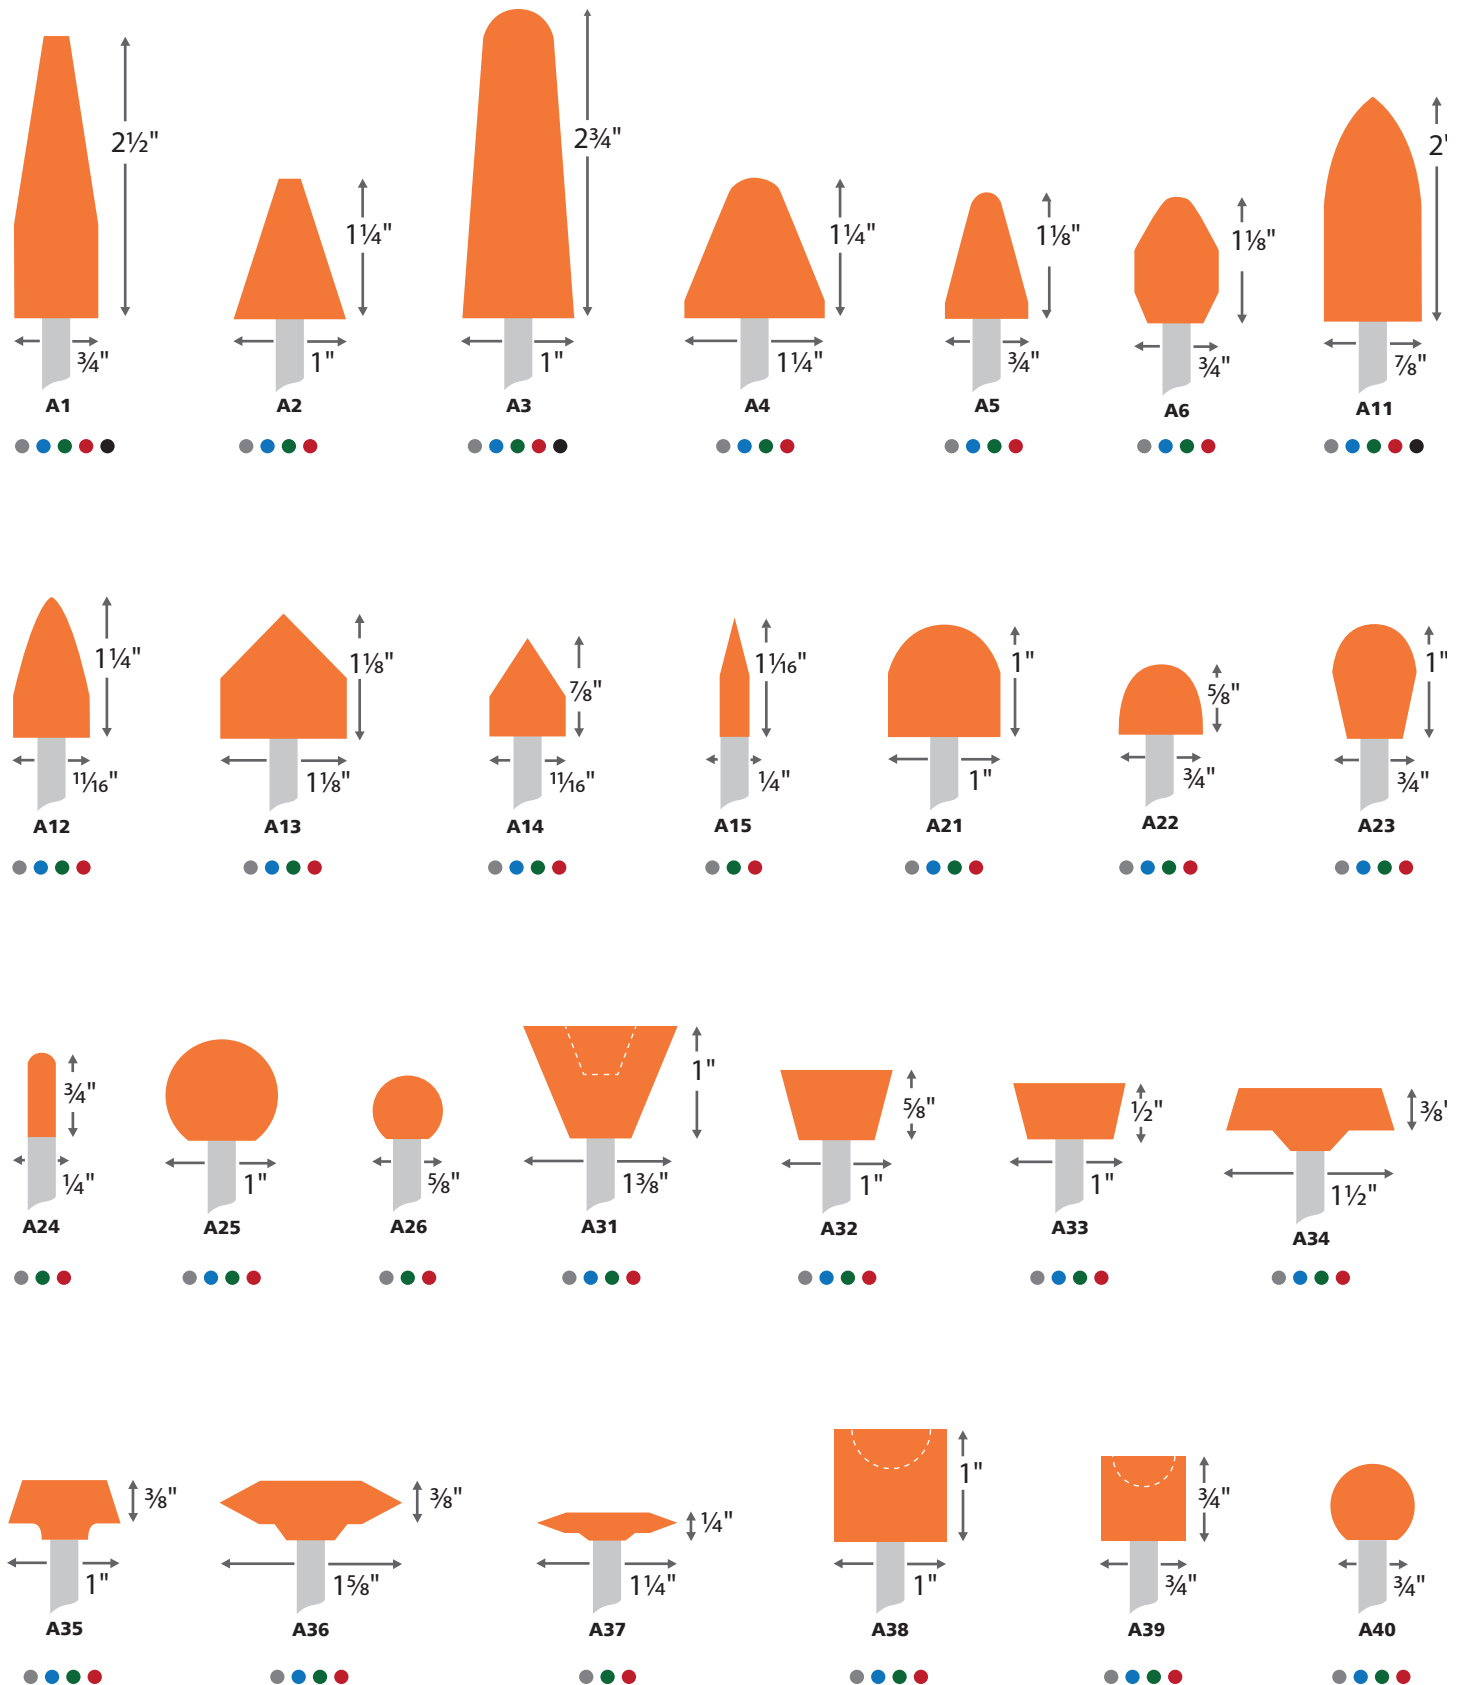 2½"
¾"
A1
1¼"
1"
A2
2¾"
1"
A3
1¼"
1¼"
A4
1⅛"
¾"
A5
1⅛"
¾"
A6
2'
⅞"
A11
1¼"
11⁄16"
A12
1⅛"
1⅛"
A13
⅞"
11⁄16"
A14
11⁄16"
¼"
A15
1"
1"
A21
⅝"
¾"
A22
1"
¾"
A23
¾"
¼"
A24
1"
A25
⅝"
A26
1"
1⅜"
A31
⅝"
1"
A32
½"
1"
A33
⅜'
1½"
A34
⅜"
1"
A35
⅜"
1⅝"
A36
¼"
1¼"
A37
1"
1"
A38
¾"
¾"
A39
¾"
A40